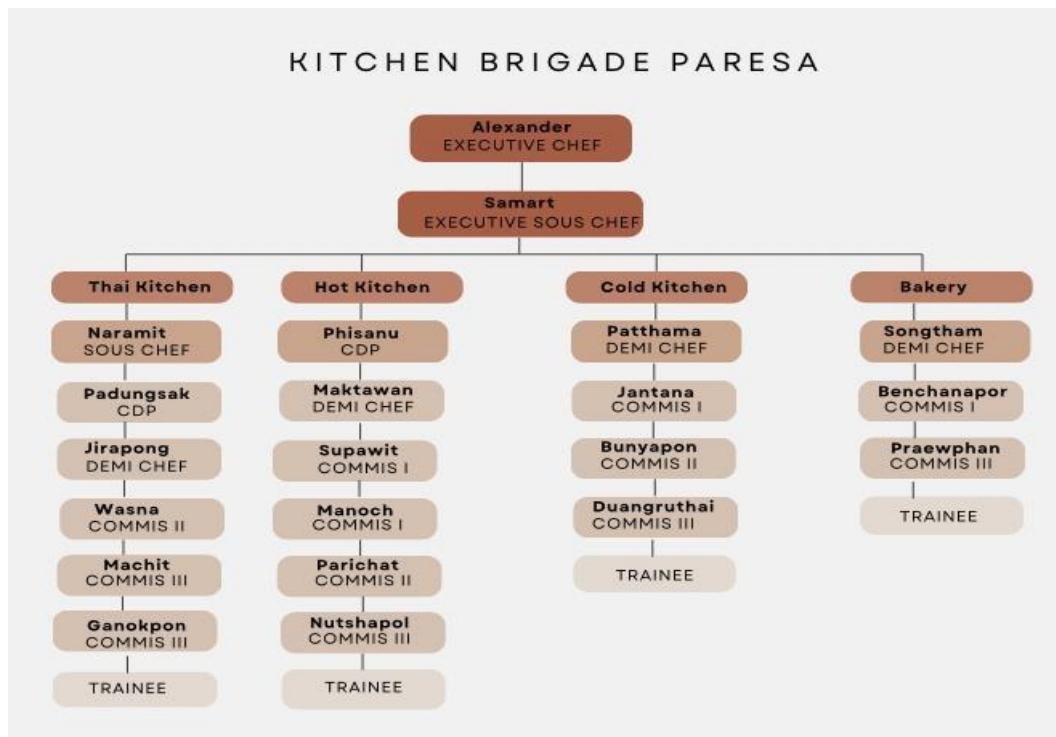 KITCHEN BRIGADE PARESA
Alexander
EXECUTIVE CHEF
Samart
EXECUTIVE SOUS CHEF
Thai Kitchen
Naramit
SOUS CHEF
Padungsak
CDP
Jirapong
DEMI CHEF
Wasna
COMMIS II
Machit
COMMIS III
Ganokpon
COMMIS III
TRAINEE
Hot Kitchen
Phisanu
CDP
Maktawan
DEMI CHEF
Supawit
COMMIS I
Manoch
COMMIS I
Parichat
COMMIS II
Nutshapol
COMMIS III
TRAINEE
Cold Kitchen
Patthama
DEMI CHEF
Jantana
COMMIS I
Bunyapon
COMMIS II
Duangruthai
COMMIS III
TRAINEE
Bakery
Songtham
DEMI CHEF
Benchanapor
COMMIS I
Praewphan
COMMIS III
TRAINEE